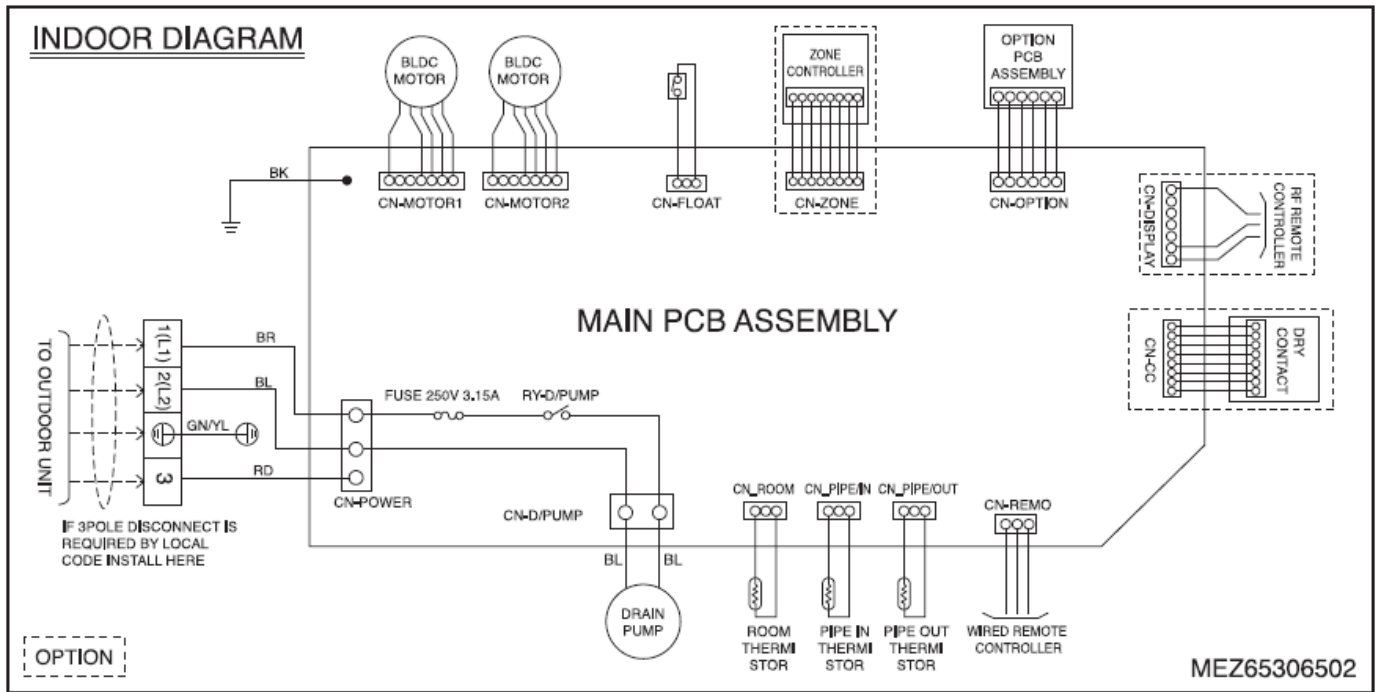 INDOOR DIAGRAM
BLDC
MOTOR
BLDC
MOTOR
ZONE
CONTROLLER
OPTION
PCB
ASSEMBLY
BK
CN-MOTOR1
CN-MOTOR2
CN-FLOAT
CN-ZONE
CN-OPTION
CN-DISPLAY
RF REMOTE
CONTROLLER
MAIN PCB ASSEMBLY
CN-CC
DRY
CONTACT
TO OUTDOOR UNIT
1(L1)
2(L2)
3
BR
BL
GN/YL
RD
FUSE 250V 3.15A
RY-D/PUMP
CN-POWER
IF 3POLE DISCONNECT IS
REQUIRED BY LOCAL
CODE INSTALL HERE
CN-D/PUMP
BL
BL
DRAIN
PUMP
CN_ROOM
CN_PIPE/IN
CN_PIPE/OUT
CN-REMO
ROOM
THERMI
STOR
PIPE IN
THERMI
STOR
PIPE OUT
THERMI
STOR
WIRED REMOTE
CONTROLLER
OPTION
MEZ65306502